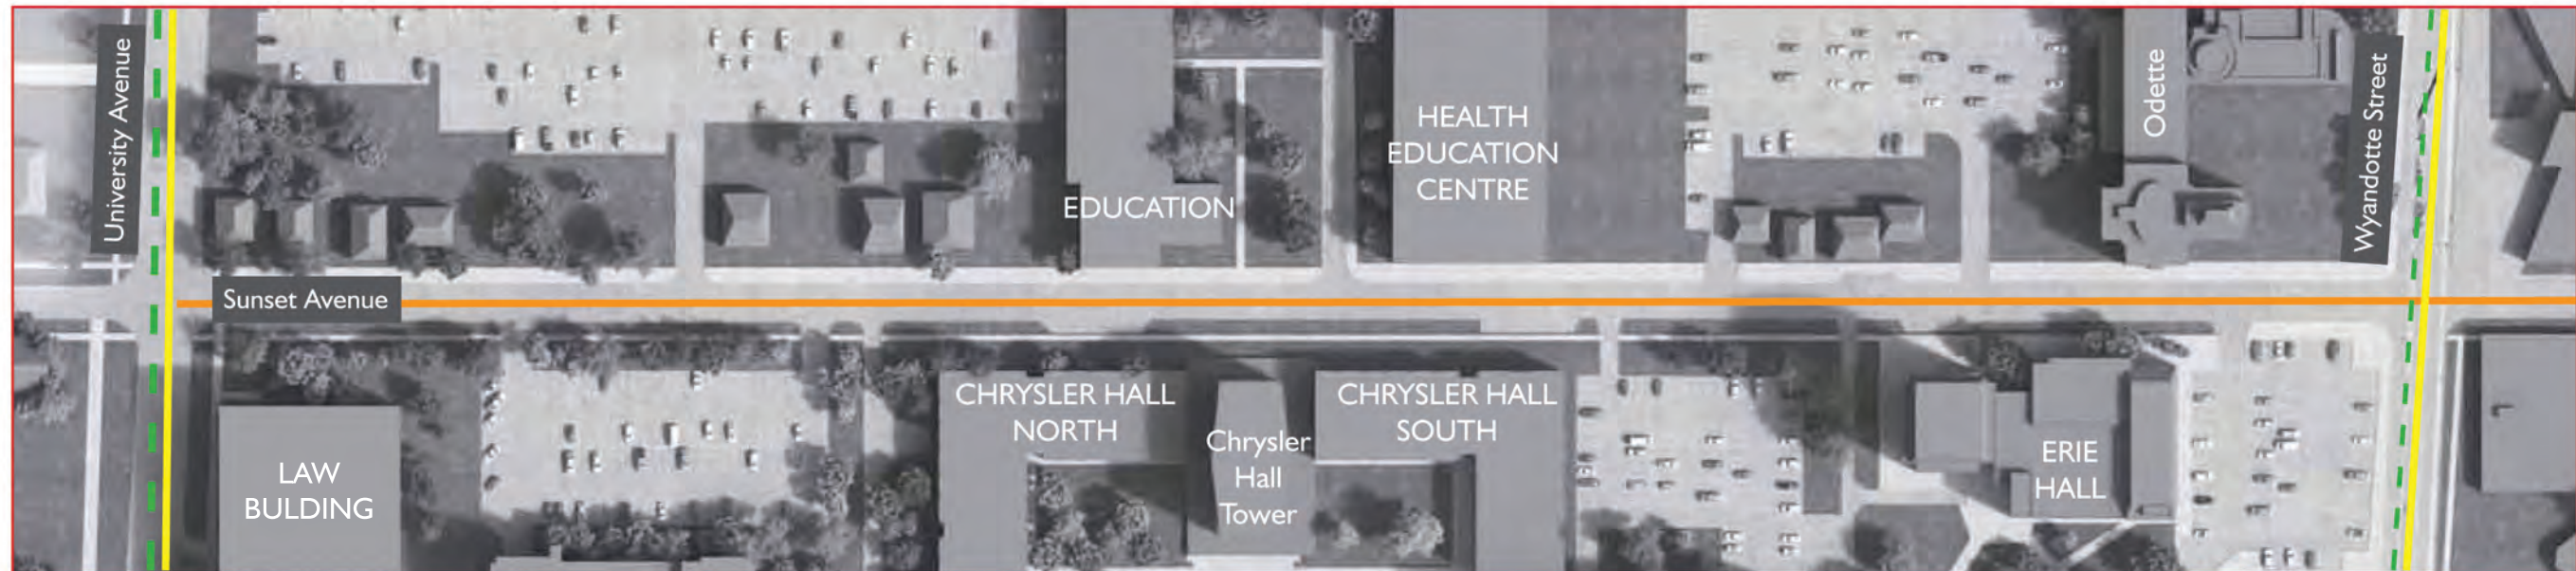 University Avenue
Sunset Avenue
EDUCATION
HEALTH
EDUCATION
CENTRE
Odette
Wyandotte Street
LAW
BULDING
CHRYSLER HALL
NORTH
Chrysler
Hall
Tower
CHRYSLER HALL
SOUTH
ERIE
HALL